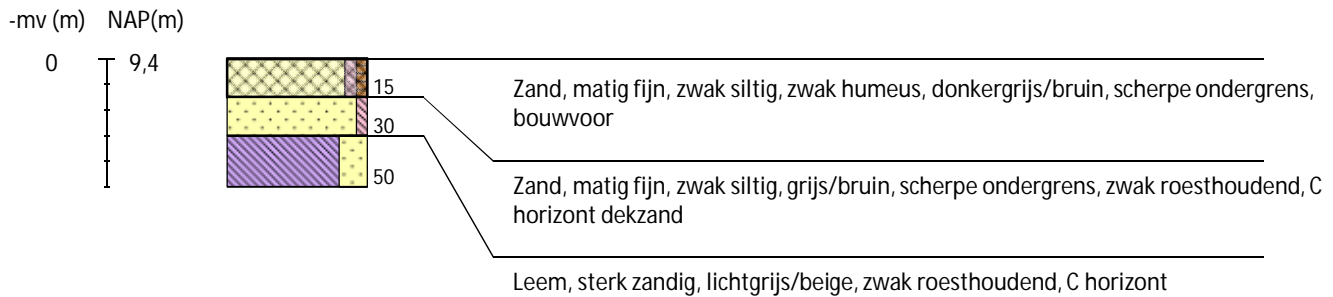 -mv (m) NAP(m)
0 9,4
15
Zand, matig fijn, zwak siltig, zwak humeus, donkergrijs/bruin, scherpe ondergrens,
bouwvoor
30
50
Zand, matig fijn, zwak siltig, grijs/bruin, scherpe ondergrens, zwak roesthoudend, C
horizont dekzand
Leem, sterk zandig, lichtgrijs/beige, zwak roesthoudend, C horizont